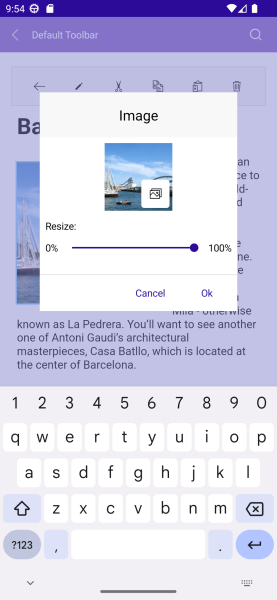 9:54
Default Toolbar
Ba
Image
an
ce to
ld-
d
Resize:
0%
100%
e
ne.
e
Cancel
Ok
Mila - otherwise
known as La Pedrera. You'll want to see another
one of Antoni Gaudí's architectural
masterpieces, Casa Batllo, which is located at
the center of Barcelona.
1 2 3 4 5 6 7 8 9 0
q w e r t y u i o p
a s d f g h j k l
z x c v b n m
?123 , .